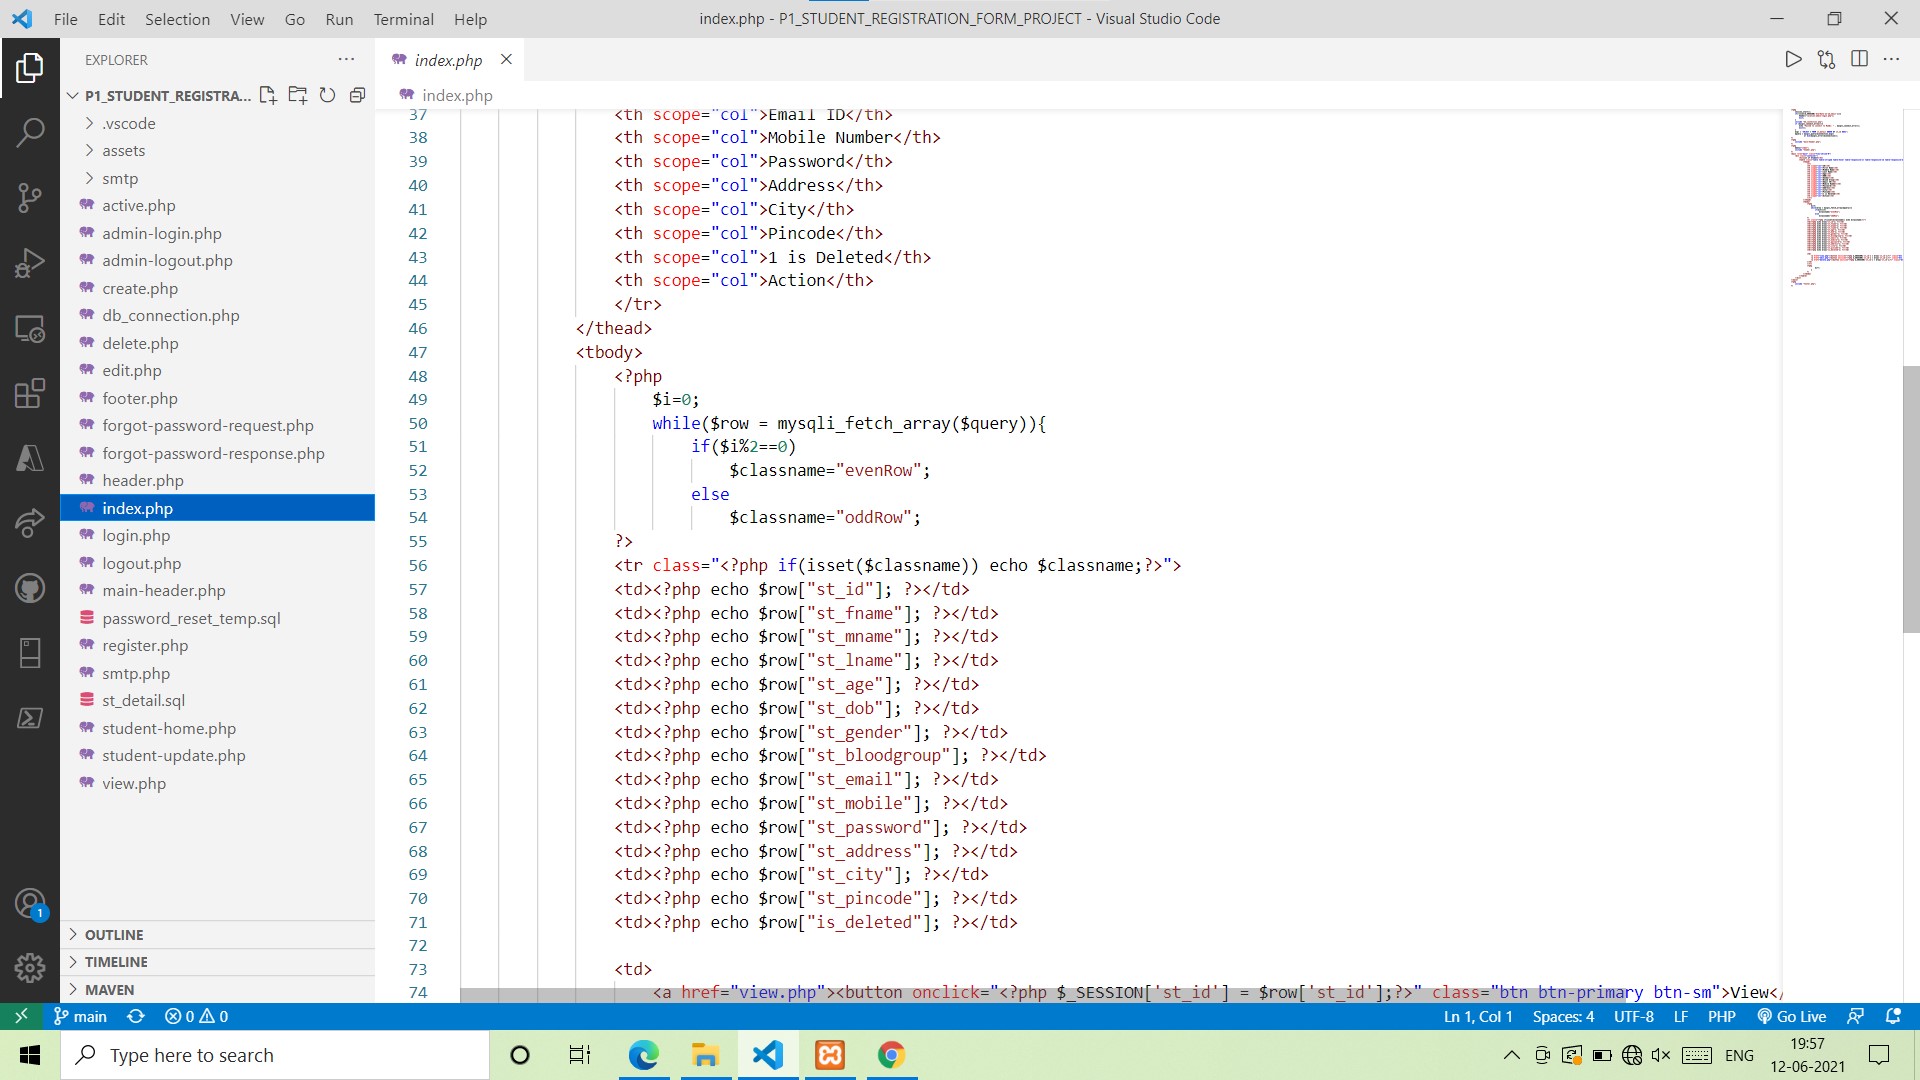 File Edit Selection View Go Run Terminal Help
index.php - P1_STUDENT_REGISTRATION_FORM_PROJECT - Visual Studio Code
EXPLORER
P1_STUDENT_REGISTRA...
.vscode
assets
smtp
active.php
admin-login.php
admin-logout.php
create.php
db_connection.php
delete.php
edit.php
footer.php
forgot-password-request.php
forgot-password-response.php
header.php
index.php
login.php
logout.php
main-header.php
password_reset_temp.sql
register.php
smtp.php
st_detail.sql
student-home.php
student-update.php
view.php
OUTLINE
TIMELINE
MAVEN
1
index.php
index.php
37 <th scope="col">Email ID</th>
38 <th scope="col">Mobile Number</th>
39 <th scope="col">Password</th>
40 <th scope="col">Address</th>
41 <th scope="col">City</th>
42 <th scope="col">Pincode</th>
43 <th scope="col">1 is Deleted</th>
44 <th scope="col">Action</th>
45 </tr>
46 </thead>
47 <tbody>
48 <?php
49 $i=0;
50 while($row = mysqli_fetch_array($query)){
51 if($i%2==0)
52 $classname="evenRow";
53 else
54 $classname="oddRow";
55 ?>
56 <tr class="<?php if(isset($classname)) echo $classname;?>">
57 <td><?php echo $row["st_id"]; ?></td>
58 <td><?php echo $row["st_fname"]; ?></td>
59 <td><?php echo $row["st_mname"]; ?></td>
60 <td><?php echo $row["st_lname"]; ?></td>
61 <td><?php echo $row["st_age"]; ?></td>
62 <td><?php echo $row["st_dob"]; ?></td>
63 <td><?php echo $row["st_gender"]; ?></td>
64 <td><?php echo $row["st_bloodgroup"]; ?></td>
65 <td><?php echo $row["st_email"]; ?></td>
66 <td><?php echo $row["st_mobile"]; ?></td>
67 <td><?php echo $row["st_password"]; ?></td>
68 <td><?php echo $row["st_address"]; ?></td>
69 <td><?php echo $row["st_city"]; ?></td>
70 <td><?php echo $row["st_pincode"]; ?></td>
71 <td><?php echo $row["is_deleted"]; ?></td>
72
73 <td>
74 <a href="view.php"><button onclick="<?php $_SESSION['st_id'] = $row['st_id'];?>" class="btn btn-primary btn-sm">View</
main 0 0 Ln 1, Col 1 Spaces: 4 UTF-8 LF PHP Go Live
Type here to search
ENG
19:57
12-06-2021